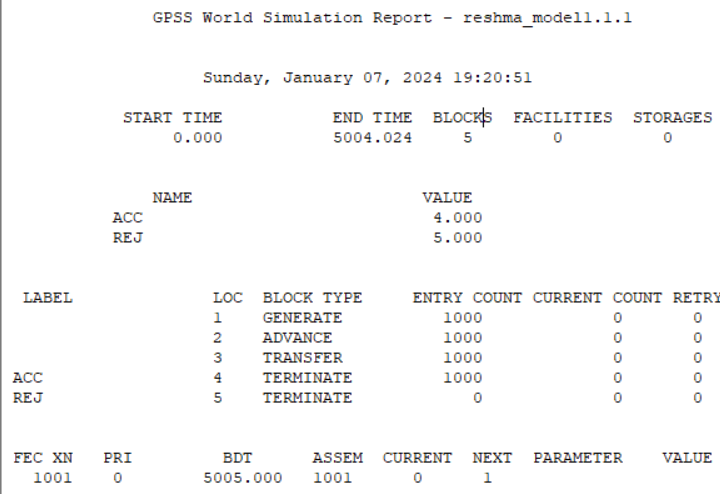 GPSS World Simulation Report - reshma_model1.1.1
Sunday, January 07, 2024 19:20:51
START TIME END TIME BLOCKS FACILITIES STORAGES
0.000 5004.024 5 0 0
NAME VALUE
ACC 4.000
REJ 5.000
LABEL LOC BLOCK TYPE ENTRY COUNT CURRENT COUNT RETRY
1 GENERATE 1000 0 0
2 ADVANCE 1000 0 0
3 TRANSFER 1000 0 0
ACC 4 TERMINATE 1000 0 0
REJ 5 TERMINATE 0 0 0
FEC XN PRI BDT ASSEM CURRENT NEXT PARAMETER VALUE
1001 0 5005.000 1001 0 1